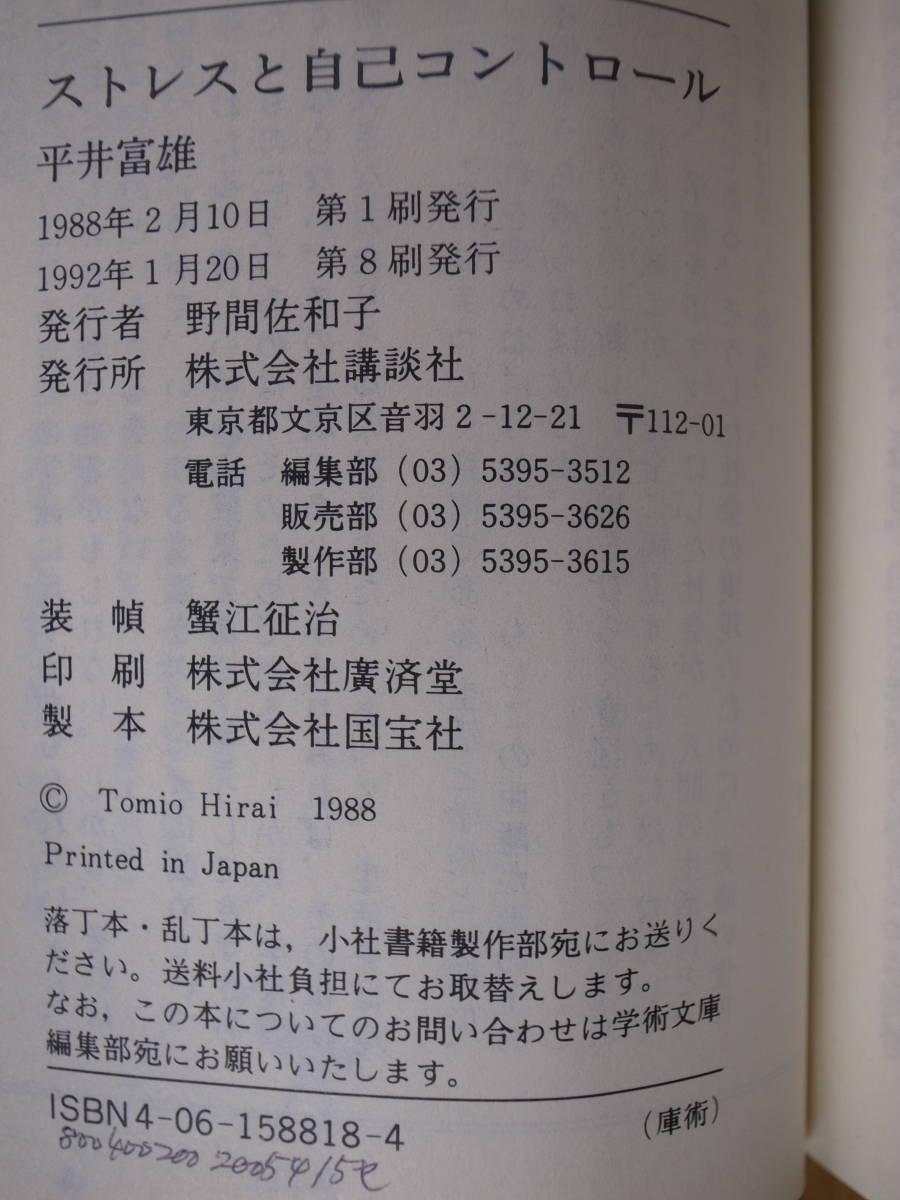 ストレスと自己コントロール
平井富雄
1988年2月10日　第1刷発行
1992年1月20日　第8刷発行
発行者　野間佐和子
発行所　株式会社講談社
東京都文京区音羽2-12-21　〒112-01
電話　編集部(03) 5395-3512
販売部(03) 5395-3626
製作部(03) 5395-3615
装　幀　蟹江征治
印　刷　株式会社廣済堂
製　本　株式会社国宝社
© Tomio Hirai 1988
Printed in Japan
落丁本・乱丁本は，小社書籍製作部宛にお送りく
ださい。送料小社負担にてお取替えします。
なお，この本についてのお問い合わせは学術文庫
編集部宛にお願いいたします。
ISBN4-06-158818-4　(庫術)
800400200 2005 4/15